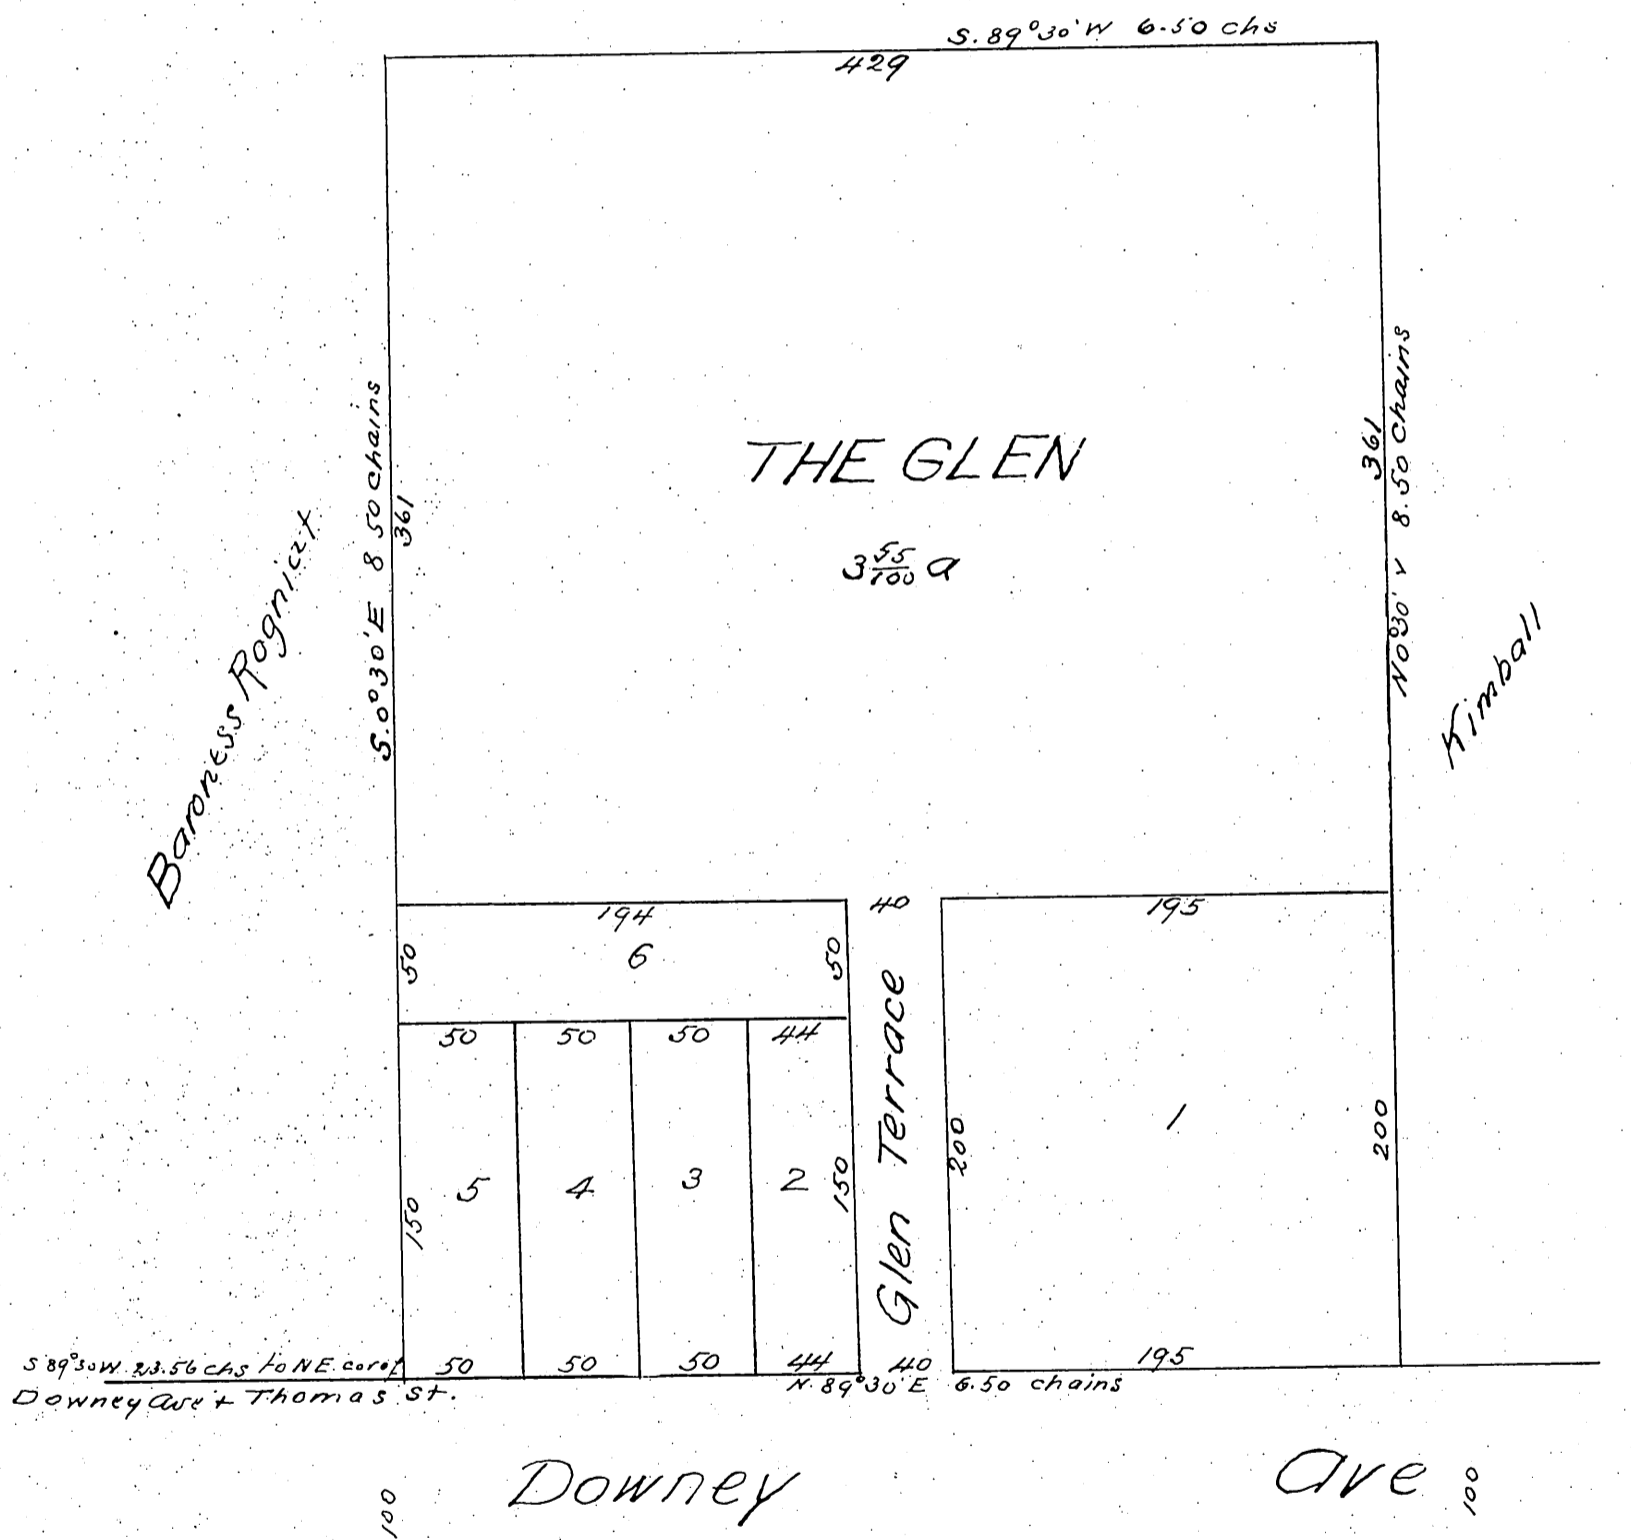 S. 89°30'W 6.50 chs
429
S.0°30'E 8 50 chains
361
361
N0°30' v 8.50 chains
THE GLEN
3 55/100 a
Baroness Rogniat
Kimball
194
40
195
50
6
50
50
50
50
44
Glen Terrace
200
1
200
5
4
3
2
150
150
S 89°30 W. 23.56 chs to NE. cor of
50
50
50
44
40
195
Downey ave + Thomas St.
N. 89°30'E 6.50 chains
Downey Ave
100
100